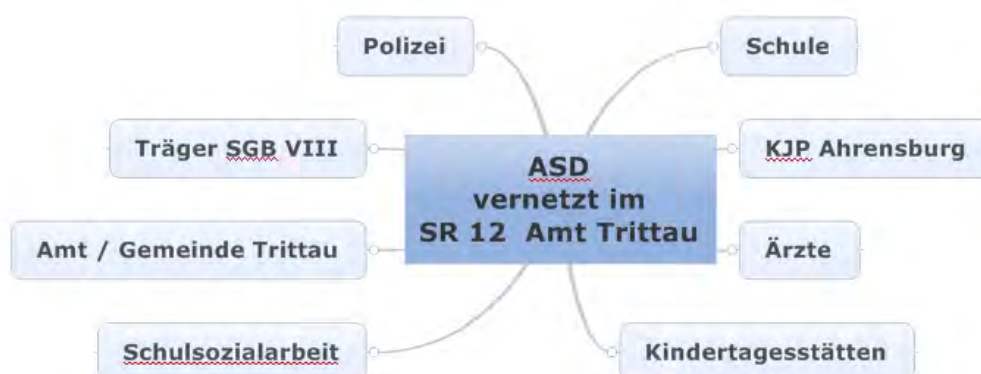 Polizei
Schule
Träger SGB VIII
ASD
vernetzt im
SR 12 Amt Trittau
KJP Ahrensburg
Amt / Gemeinde Trittau
Ärzte
Schulsozialarbeit
Kindertagesstätten